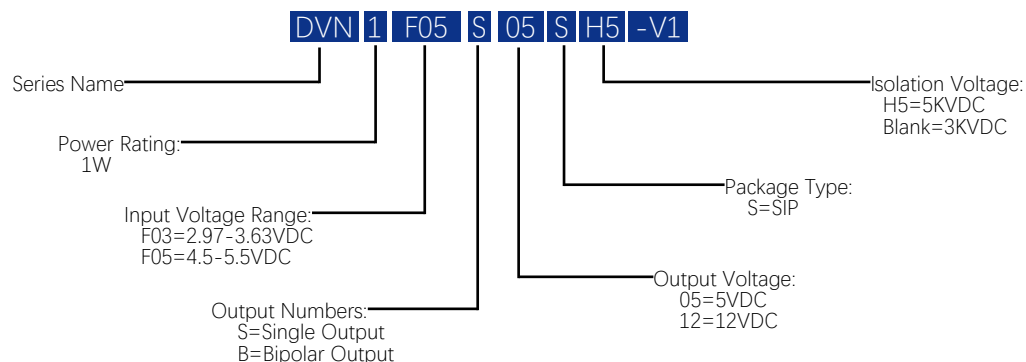 DVN 1 F05 S 05 S H5 -V1
Series Name
Power Rating:
1W
Input Voltage Range:
F03=2.97-3.63VDC
F05=4.5-5.5VDC
Output Numbers:
S=Single Output
B=Bipolar Output
Isolation Voltage:
H5=5KVDC
Blank=3KVDC
Package Type:
S=SIP
Output Voltage:
05=5VDC
12=12VDC